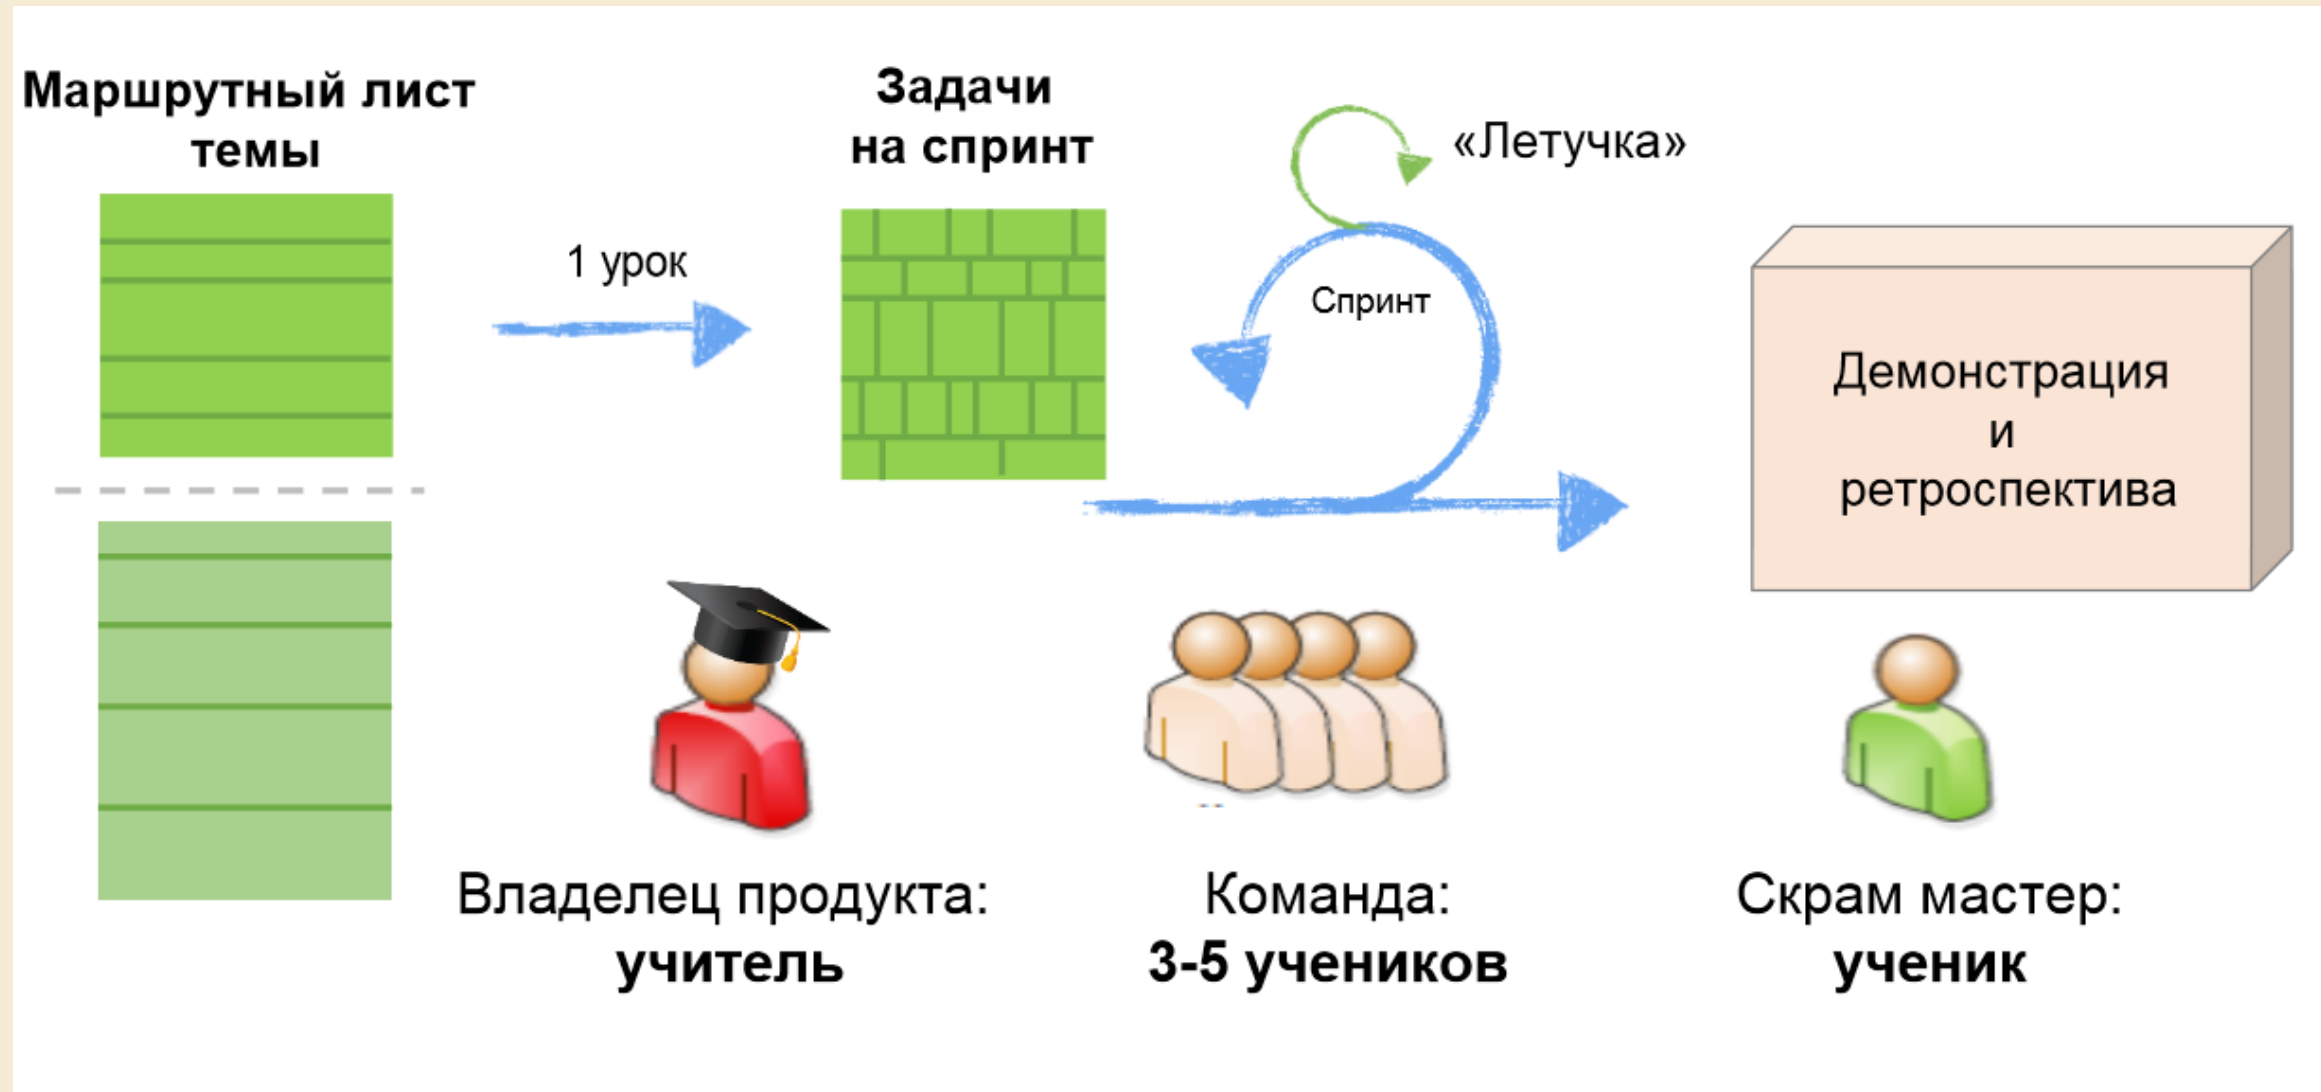 Маршрутный лист
темы
1 урок
Задачи
на спринт
«Летучка»
Спринт
Демонстрация
и
ретроспектива
Владелец продукта:
учитель
Команда:
3-5 учеников
Скрам мастер:
ученик